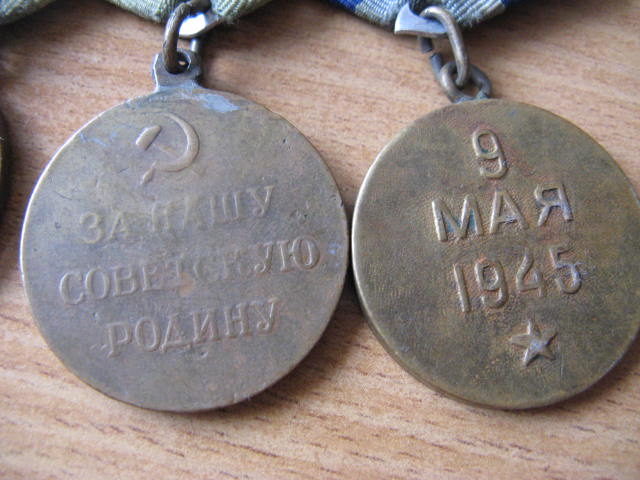 ЗА НАШУ
СОВЕТСКУЮ
РОДИНУ
9
МАЯ
1945